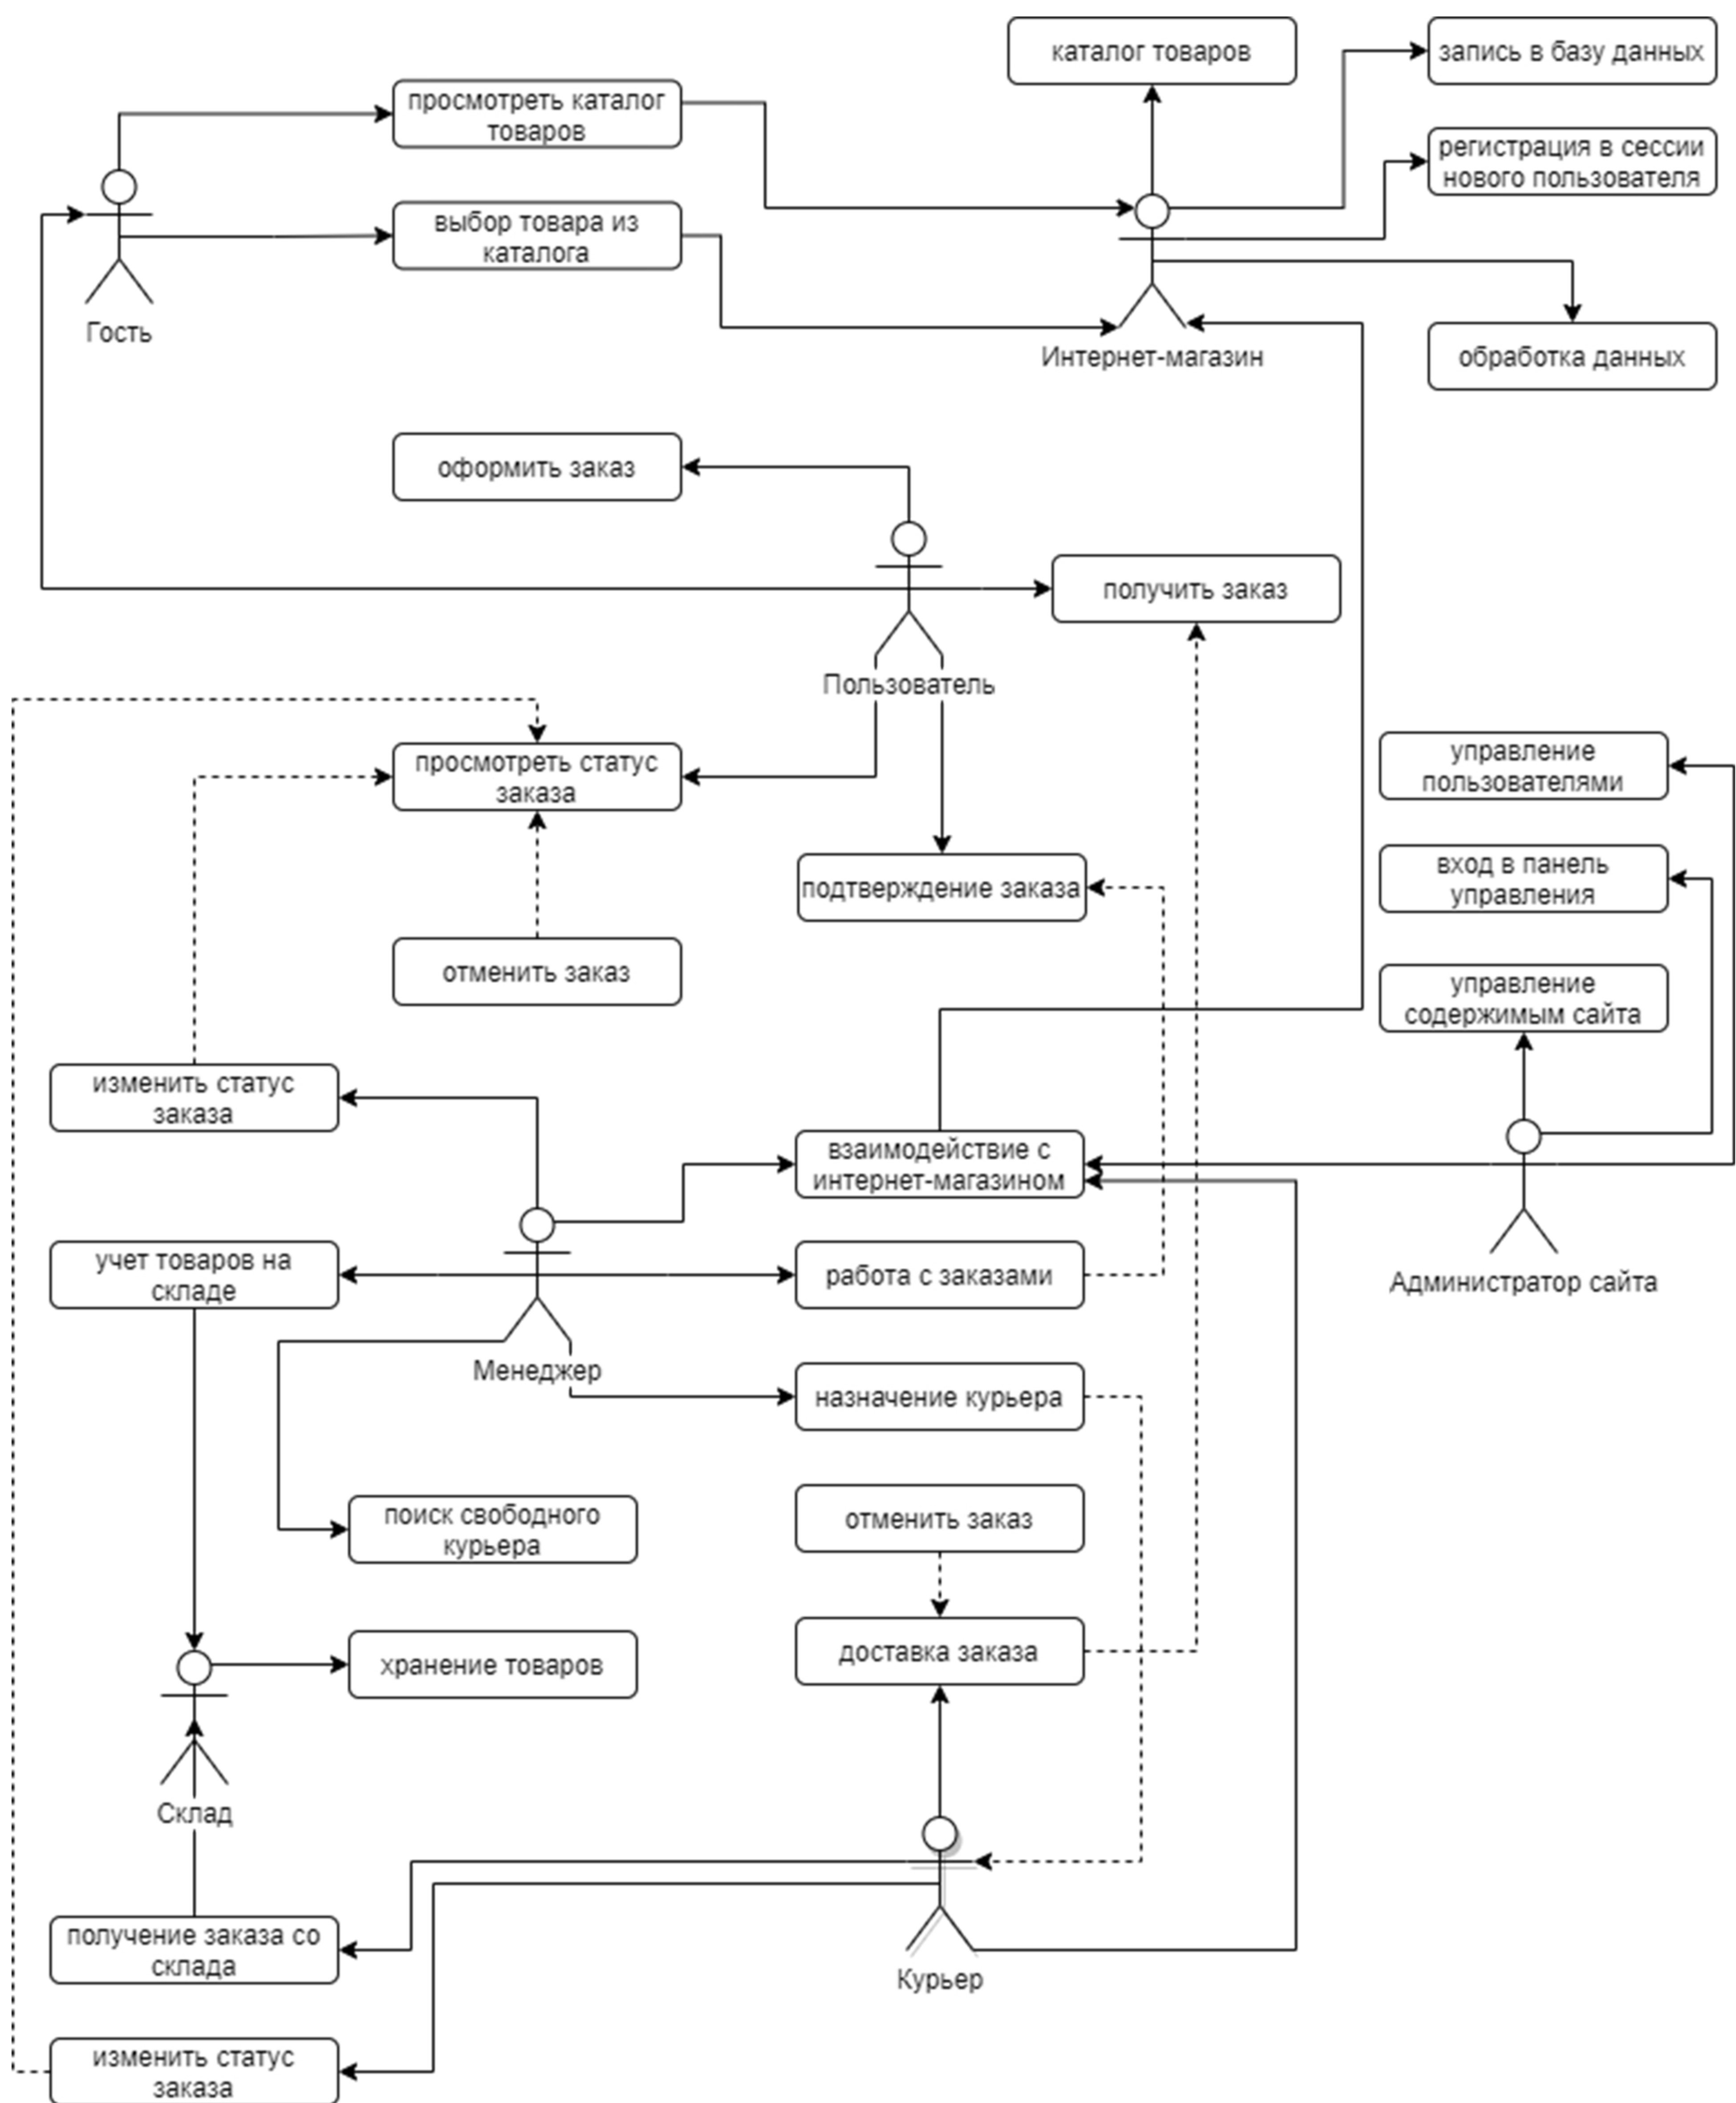 каталог товаров
запись в базу данных
просмотреть каталог
товаров
регистрация в сессии
нового пользователя
выбор товара из
каталога
Гость
Интернет-магазин
обработка данных
оформить заказ
получить заказ
Пользователь
просмотреть статус
заказа
управление
пользователями
подтверждение заказа
вход в панель
управления
отменить заказ
управление
содержимым сайта
изменить статус
заказа
взаимодействие с
интернет-магазином
учет товаров на
складе
работа с заказами
Администратор сайта
Менеджер
назначение курьера
поиск свободного
курьера
отменить заказ
хранение товаров
доставка заказа
Склад
получение заказа со
склада
Курьер
изменить статус
заказа